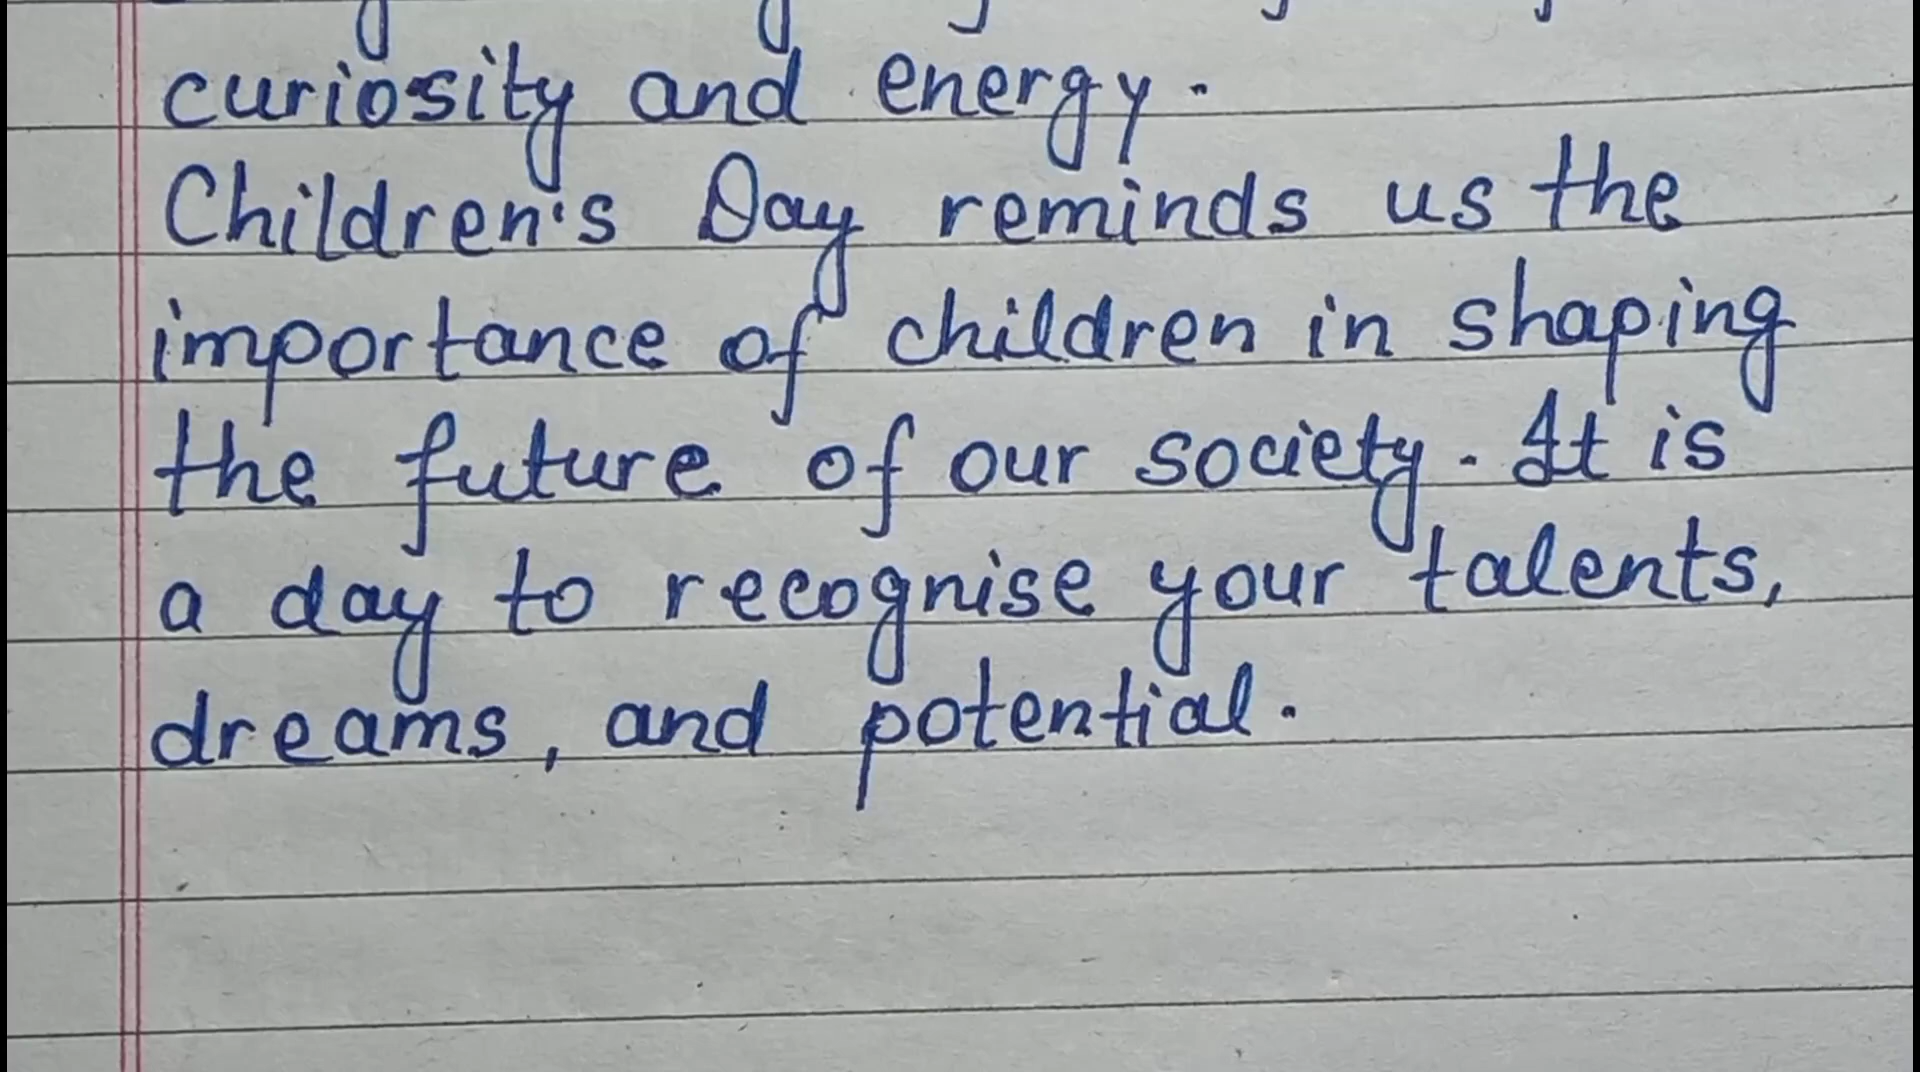 curiosity and energy.
Children's Day reminds us the
importance of children in shaping
the future of our society. It is
a day to recognise your talents,
dreams, and potential.